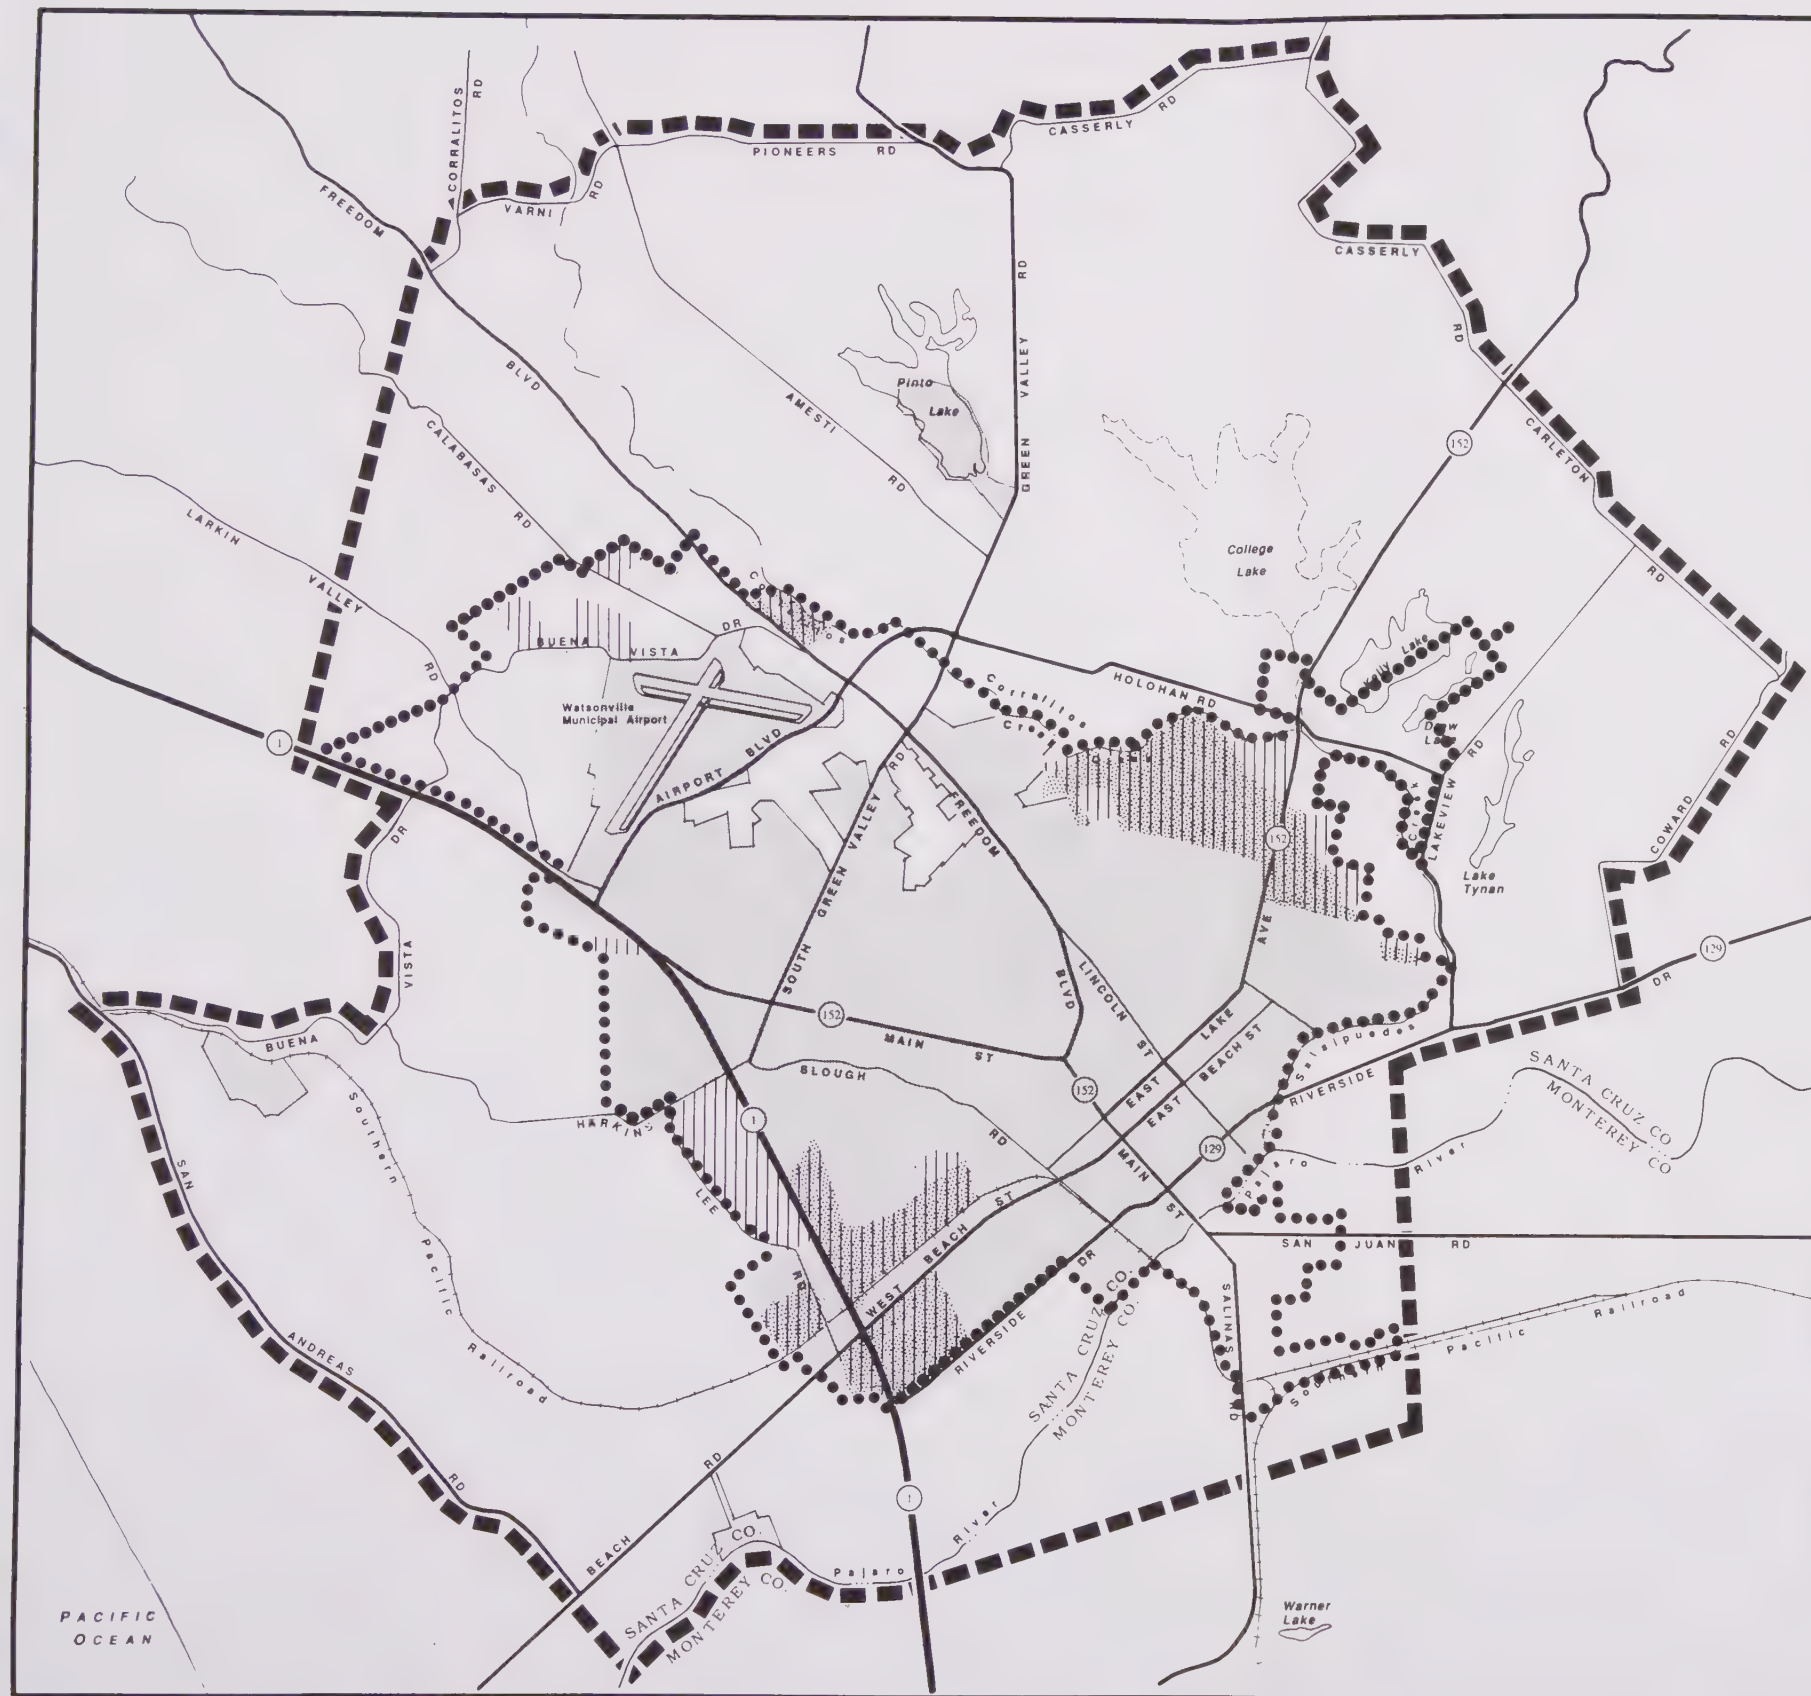 CORRALITOS RD
FREEDOM
VARNI RD
PIONEERS RD
CASSERLY RD
CASSERLY
RD
BLVD
Pinto
Lake
GREEN VALLEY RD
AMESTI
RD
152
CARLETON
RD
CALABASAS
RD
LARKIN
VALLEY
RD
College
Lake
DR
BUENA VISTA
Kelly Lake
Corralitos
Creek
HOLOHAN RD
Watsonville
Municipal Airport
1
AIRPORT BLVD
Drew
Lake
RD
LAKEVIEW
Creek
COWARD RD
SOUTH GREEN VALLEY RD
FREEDOM
BLVD
152
AVE
Lake
Tynan
DR
VISTA
BUENA
129
DR
152
MAIN ST
LINCOLN
ST
EAST LAKE
EAST BEACH ST
Salsipuedes
RIVERSIDE
SLOUGH
RD
152
HARKINS
1
SANTA CRUZ CO
MONTEREY CO
129
MAIN
ST
Pajaro River
Southern
Pacific
Railroad
SAN
ANDREAS
RD
LEE
RD
WEST BEACH ST
RIVERSIDE DR
SAN JUAN RD
SALINAS RD
SANTA CRUZ CO.
MONTEREY CO.
Southern Pacific Railroad
BEACH RD
1
Pajaro River
SANTA CRUZ CO.
MONTEREY CO.
PACIFIC
OCEAN
Warner
Lake